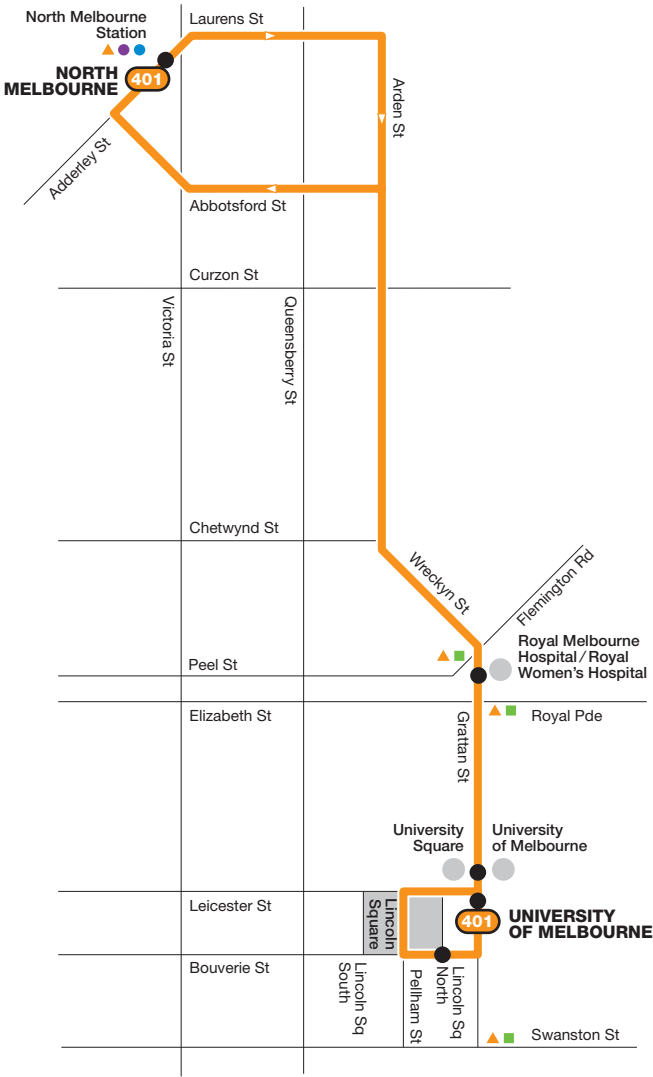 North Melbourne
Station
Laurens St
NORTH
MELBOURNE
401
Arden St
Adderley St
Abbotsford St
Curzon St
Victoria St
Queensberry St
Chetwynd St
Wreckyn St
Flemington Rd
Royal Melbourne
Hospital/Royal
Women's Hospital
Peel St
Elizabeth St
Grattan St
Royal Pde
University
Square
University
of Melbourne
Leicester St
Lincoln
Square
401
UNIVERSITY
OF MELBOURNE
Bouverie St
Lincoln Sq
South
Pellham St
Lincoln Sq
North
Swanston St